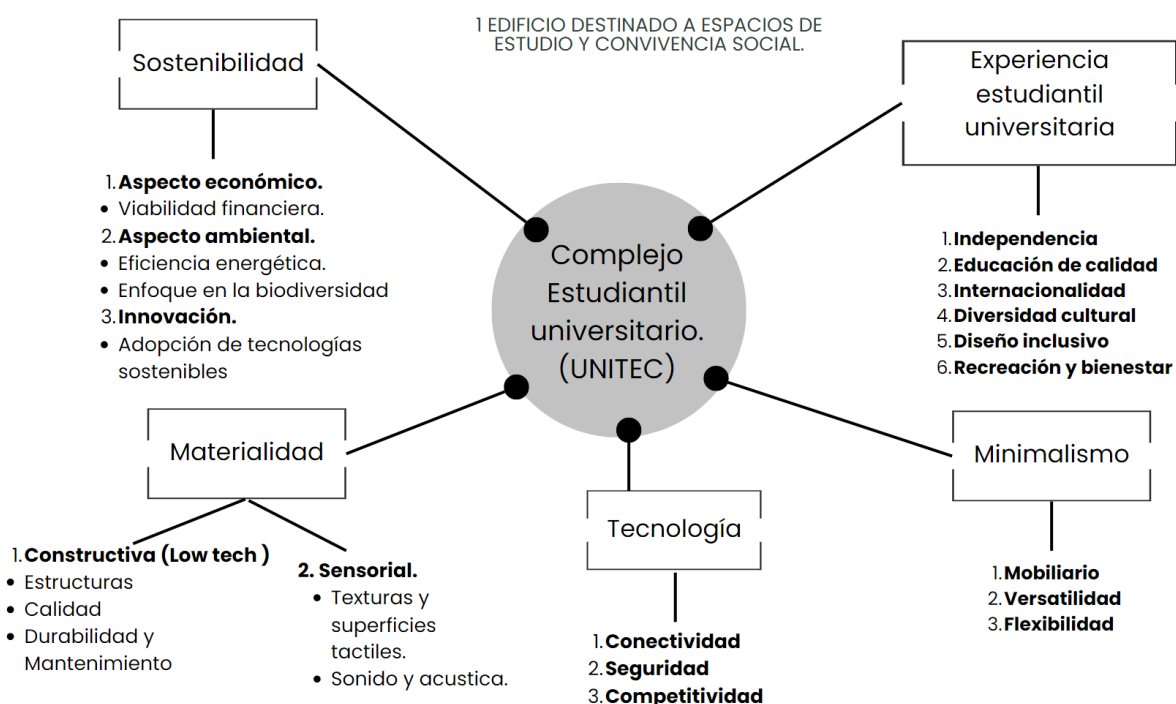 1 EDIFICIO DESTINADO A ESPACIOS DE
ESTUDIO Y CONVIVENCIA SOCIAL.
Sostenibilidad
1. Aspecto económico.
• Viabilidad financiera.
2. Aspecto ambiental.
• Eficiencia energética.
• Enfoque en la biodiversidad
3. Innovación.
• Adopción de tecnologías
sostenibles
Experiencia
estudiantil
universitaria
1. Independencia
2. Educación de calidad
3. Internacionalidad
4. Diversidad cultural
5. Diseño inclusivo
6. Recreación y bienestar
Complejo
Estudiantil
universitario.
(UNITEC)
Materialidad
1. Constructiva (Low tech )
• Estructuras
• Calidad
• Durabilidad y
Mantenimiento
2. Sensorial.
• Texturas y
superficies
tactiles.
• Sonido y acustica.
Tecnología
1. Conectividad
2. Seguridad
3. Competitividad
Minimalismo
1. Mobiliario
2. Versatilidad
3. Flexibilidad